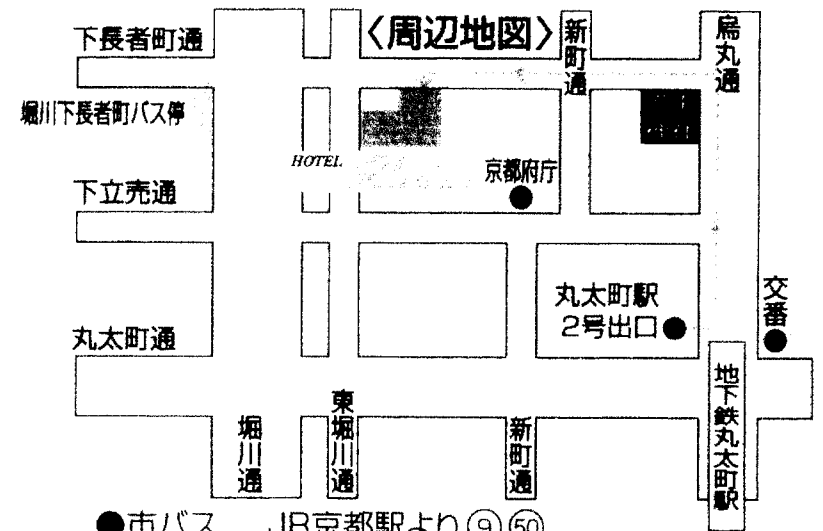 〈周辺地図〉
下長者町通
新町通
烏丸通
堀川下長者町バス停
HOTEL
京都府庁
下立売通
丸太町駅
2号出口
交番
丸太町通
地下鉄丸太町駅
堀川通
東堀川通
新町通
●市バス JR京都駅より⑨㊿